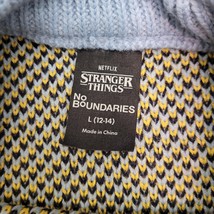 NETFLIX
STRANGER
THINGS
No
BOUNDARIES
L (12-14)
Made in China